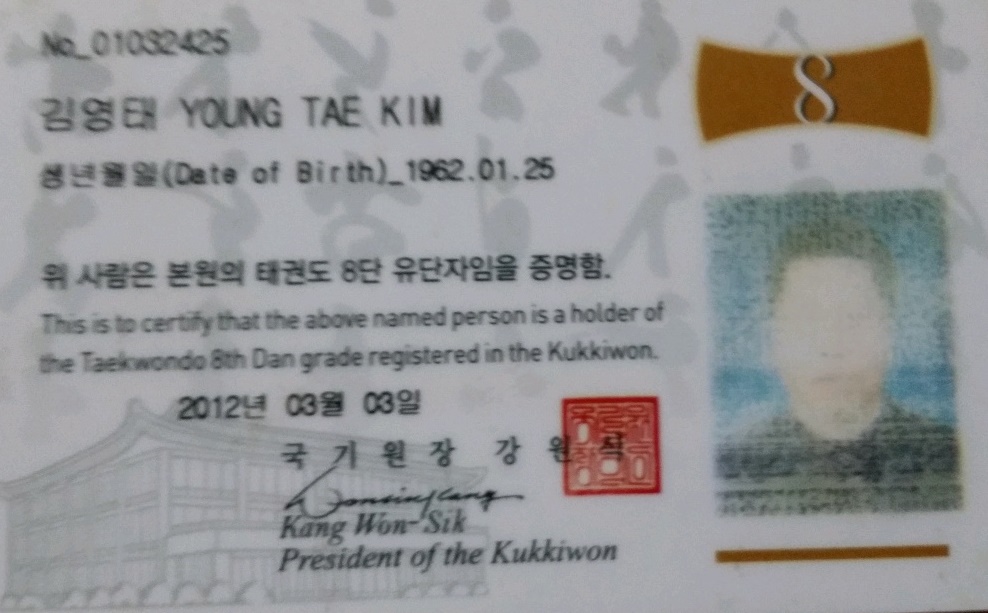 No_01032425
8
김영태 YOUNG TAE KIM
생년월일(Date of Birth)_1962.01.25
위 사람은 본원의 태권도 8단 유단자임을 증명함.
This is to certify that the above named person is a holder of
the Taekwondo 8th Dan grade registered in the Kukkiwon.
2012년 03월 03일
국 기 원 장 강 원 식
Kang Won-Sik
President of the Kukkiwon